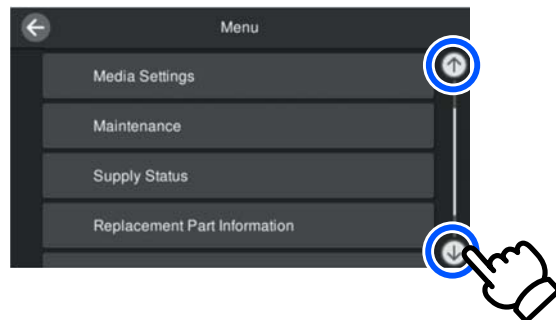 Menu
Media Settings
Maintenance
Supply Status
Replacement Part Information